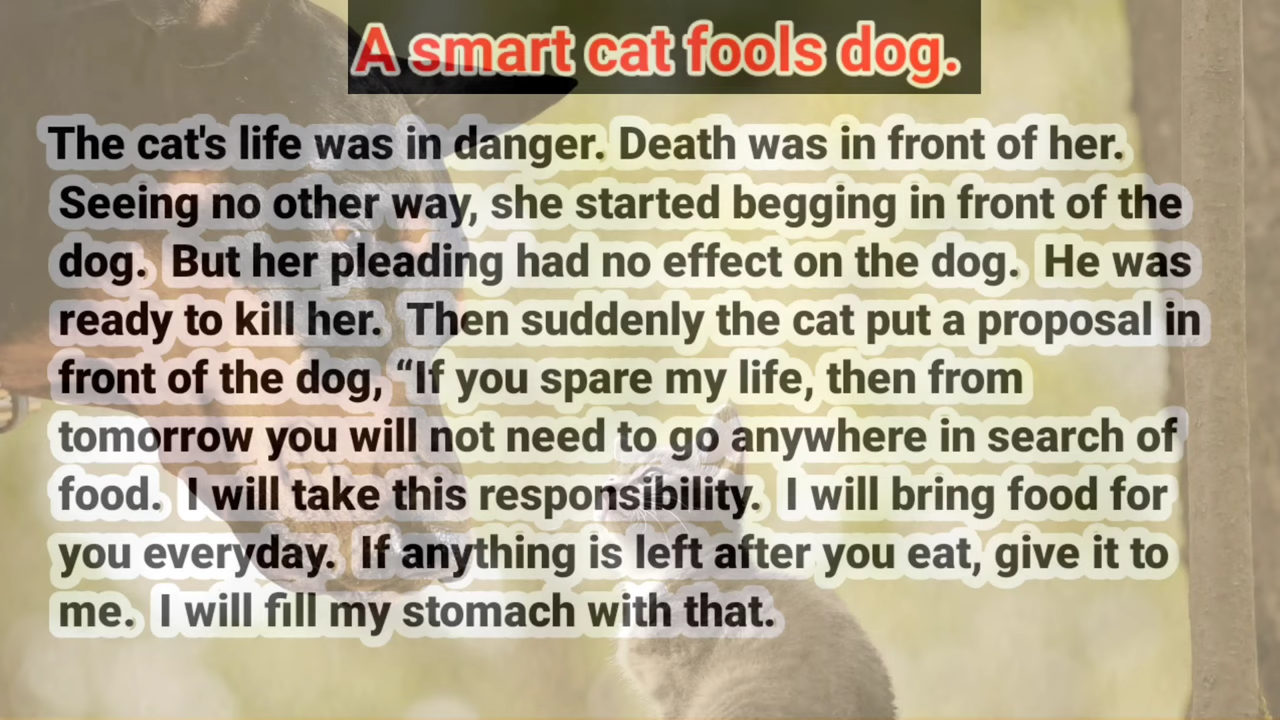 A smart cat fools dog.
The cat's life was in danger. Death was in front of her.
Seeing no other way, she started begging in front of the
dog. But her pleading had no effect on the dog. He was
ready to kill her. Then suddenly the cat put a proposal in
front of the dog, “If you spare my life, then from
tomorrow you will not need to go anywhere in search of
food. I will take this responsibility. I will bring food for
you everyday. If anything is left after you eat, give it to
me. I will fill my stomach with that.